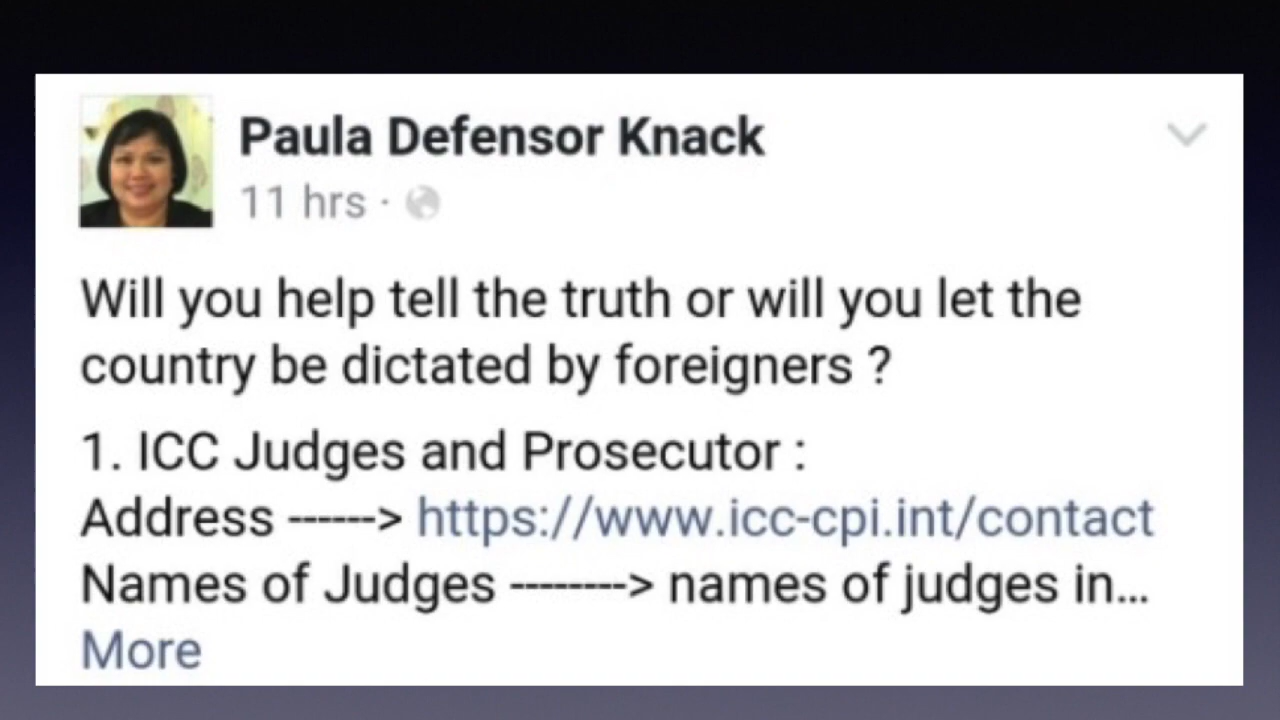 Paula Defensor Knack
11 hrs ·
Will you help tell the truth or will you let the
country be dictated by foreigners ?
1. ICC Judges and Prosecutor :
Address ------> https://www.icc-cpi.int/contact
Names of Judges --------> names of judges in...
More